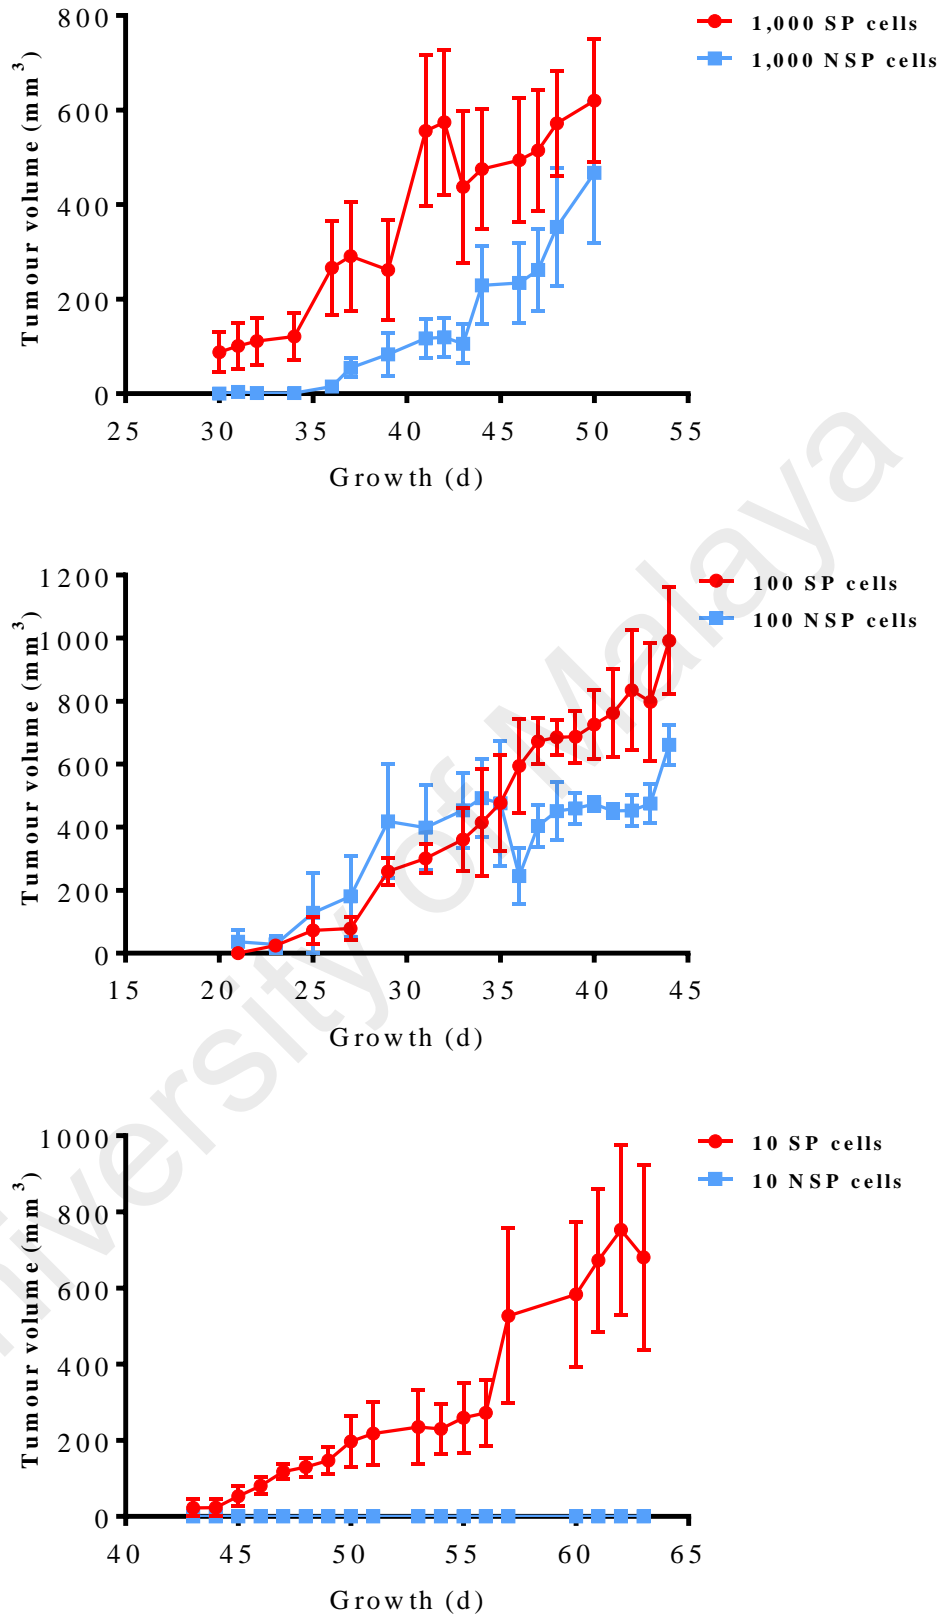 800
600
400
200
0
Tumour volume (mm3)
25 30 35 40 45 50 55
Growth (d)
1,000 SP cells
1,000 NSP cells
1200
1000
800
600
400
200
0
Tumour volume (mm3)
15 20 25 30 35 40 45
Growth (d)
100 SP cells
100 NSP cells
1000
800
600
400
200
0
Tumour volume (mm3)
40 45 50 55 60 65
Growth (d)
10 SP cells
10 NSP cells
University of Malaya